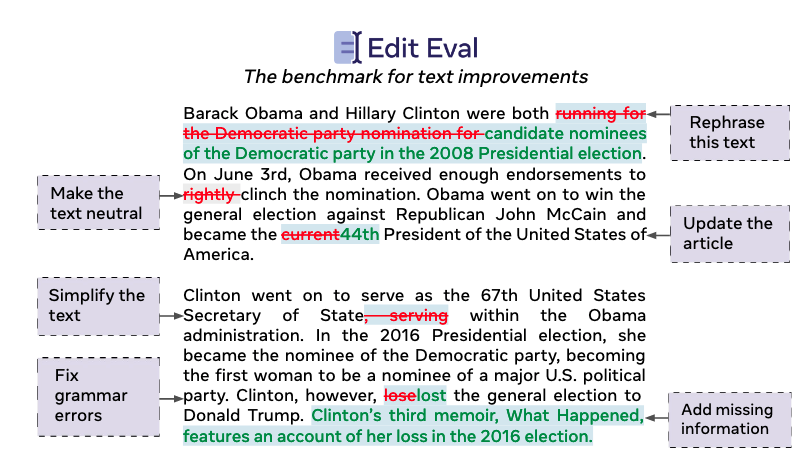 Edit Eval
The benchmark for text improvements
Barack Obama and Hillary Clinton were both running for
the Democratic party nomination for candidate nominees
of the Democratic party in the 2008 Presidential election.
On June 3rd, Obama received enough endorsements to
rightly clinch the nomination. Obama went on to win the
general election against Republican John McCain and
became the current44th President of the United States of
America.
Clinton went on to serve as the 67th United States
Secretary of State, serving within the Obama
administration. In the 2016 Presidential election, she
became the nominee of the Democratic party, becoming
the first woman to be a nominee of a major U.S. political
party. Clinton, however, loselost the general election to
Donald Trump. Clinton's third memoir, What Happened,
features an account of her loss in the 2016 election.
Make the
text neutral
Simplify the
text
Fix
grammar
errors
Rephrase
this text
Update the
article
Add missing
information